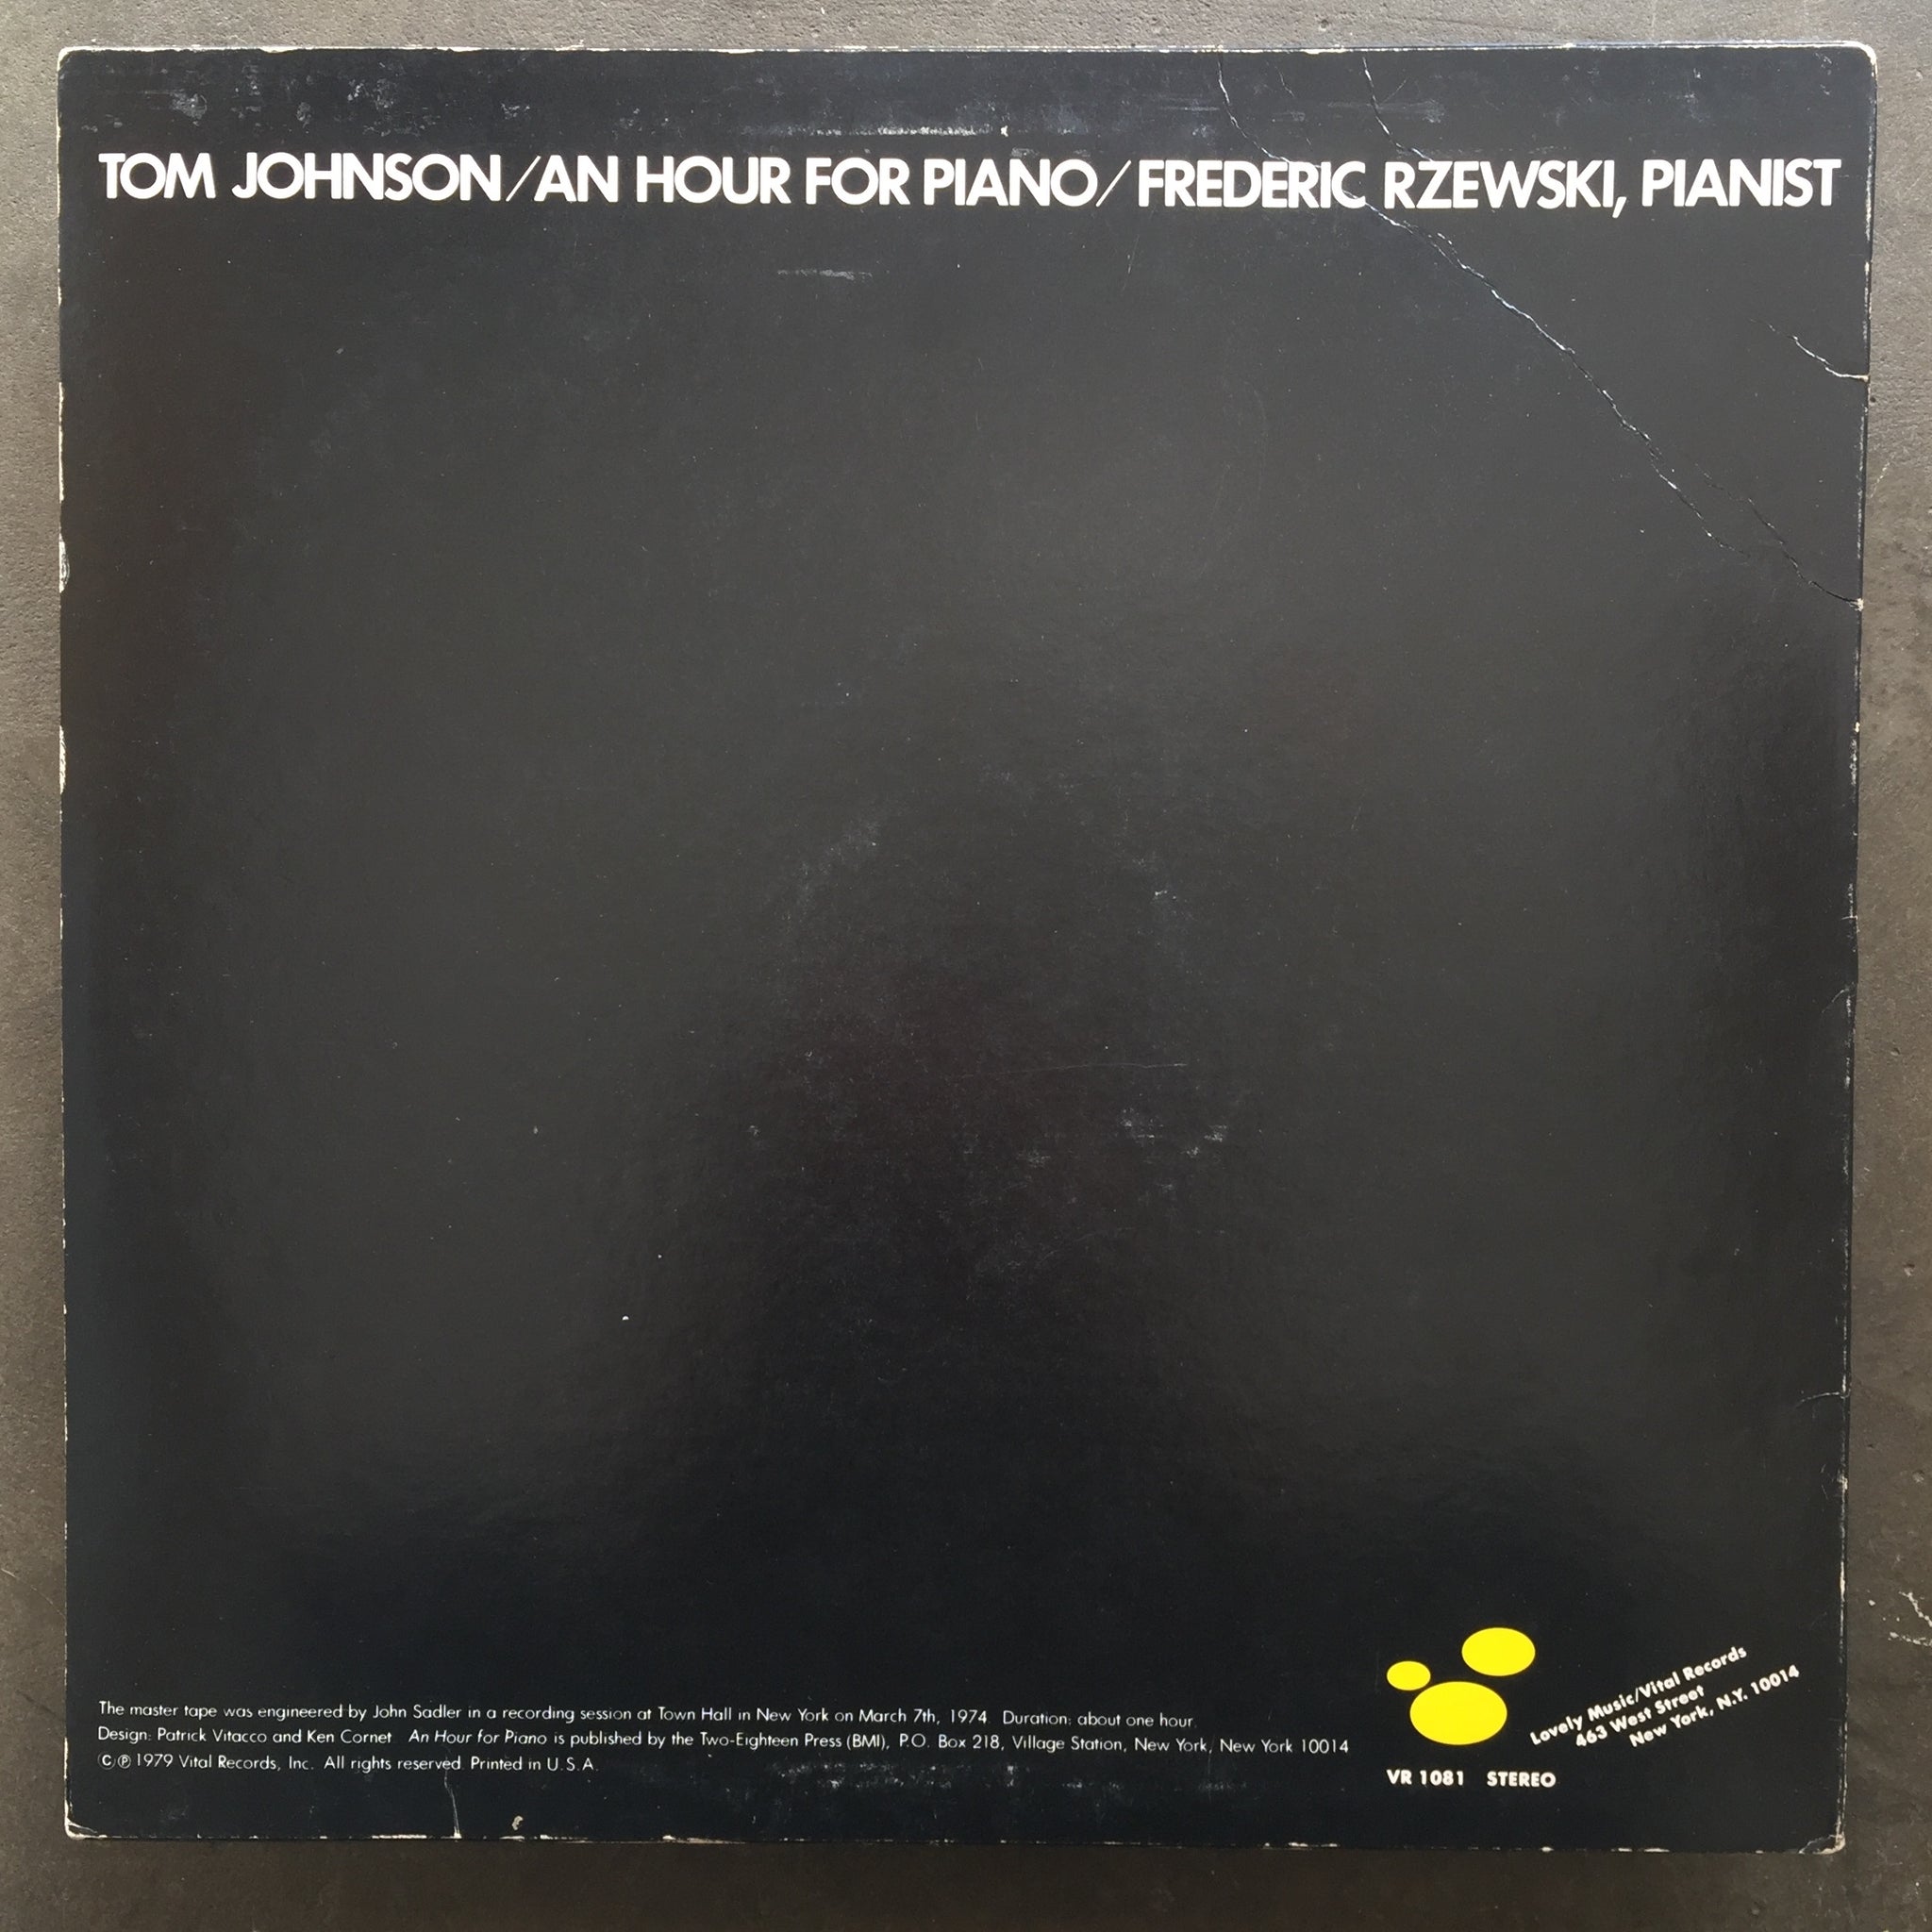 TOM JOHNSON/AN HOUR FOR PIANO/FREDERIC RZEWSKI, PIANIST
The master tape was engineered by John Sadler in a recording session at Town Hall in New York on March 7th, 1974. Duration: about one hour.
Design: Patrick Vitacco and Ken Cornet An Hour for Piano is published by the Two-Eighteen Press (BMI), P.O. Box 218, Village Station, New York, New York 10014
©℗ 1979 Vital Records, Inc. All rights reserved. Printed in U.S.A.
Lovely Music/Vital Records
463 West Street
New York, N.Y. 10014
VR 1081 STEREO